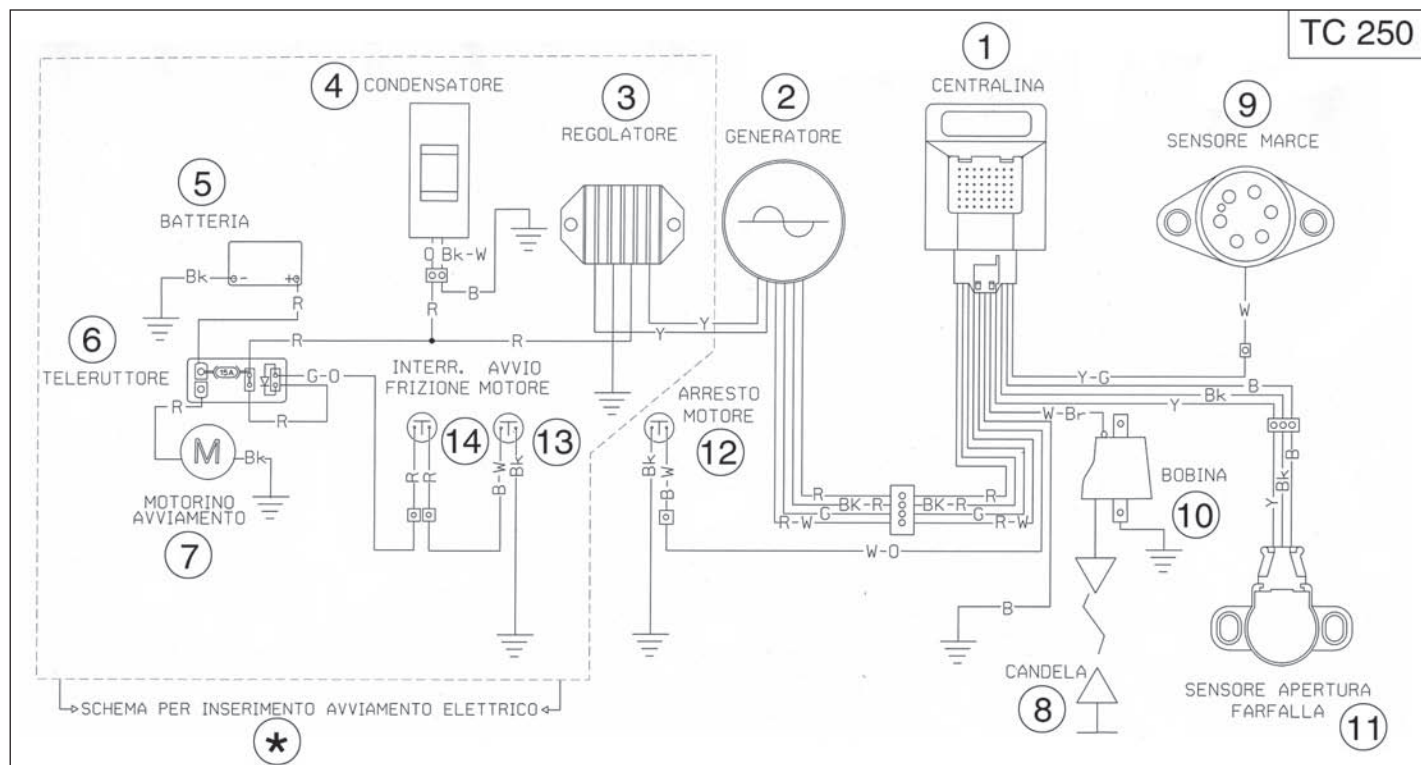 TC 250
1
CENTRALINA
2
GENERATORE
3
REGOLATORE
4
CONDENSATORE
5
BATTERIA
6
TELERUTTORE
7
MOTORINO
AVVIAMENTO
8
CANDELA
9
SENSORE MARCE
10
BOBINA
11
SENSORE APERTURA
FARFALLA
12
ARRESTO
MOTORE
13
AVVIO
MOTORE
14
INTERR.
FRIZIONE
O Bk-W
B
R
Bk
-
+
R
R
R
15A
G-O
R
R
M
Bk
R
R
B-W
Bk
Bk
B-W
Y
Y
R
BK-R
G
R-W
R
BK-R
G
R-W
W-O
B
W-Br
Y-G
B
Bk
Y
W
Y
Bk
B
SCHEMA PER INSERIMENTO AVVIAMENTO ELETTRICO
*